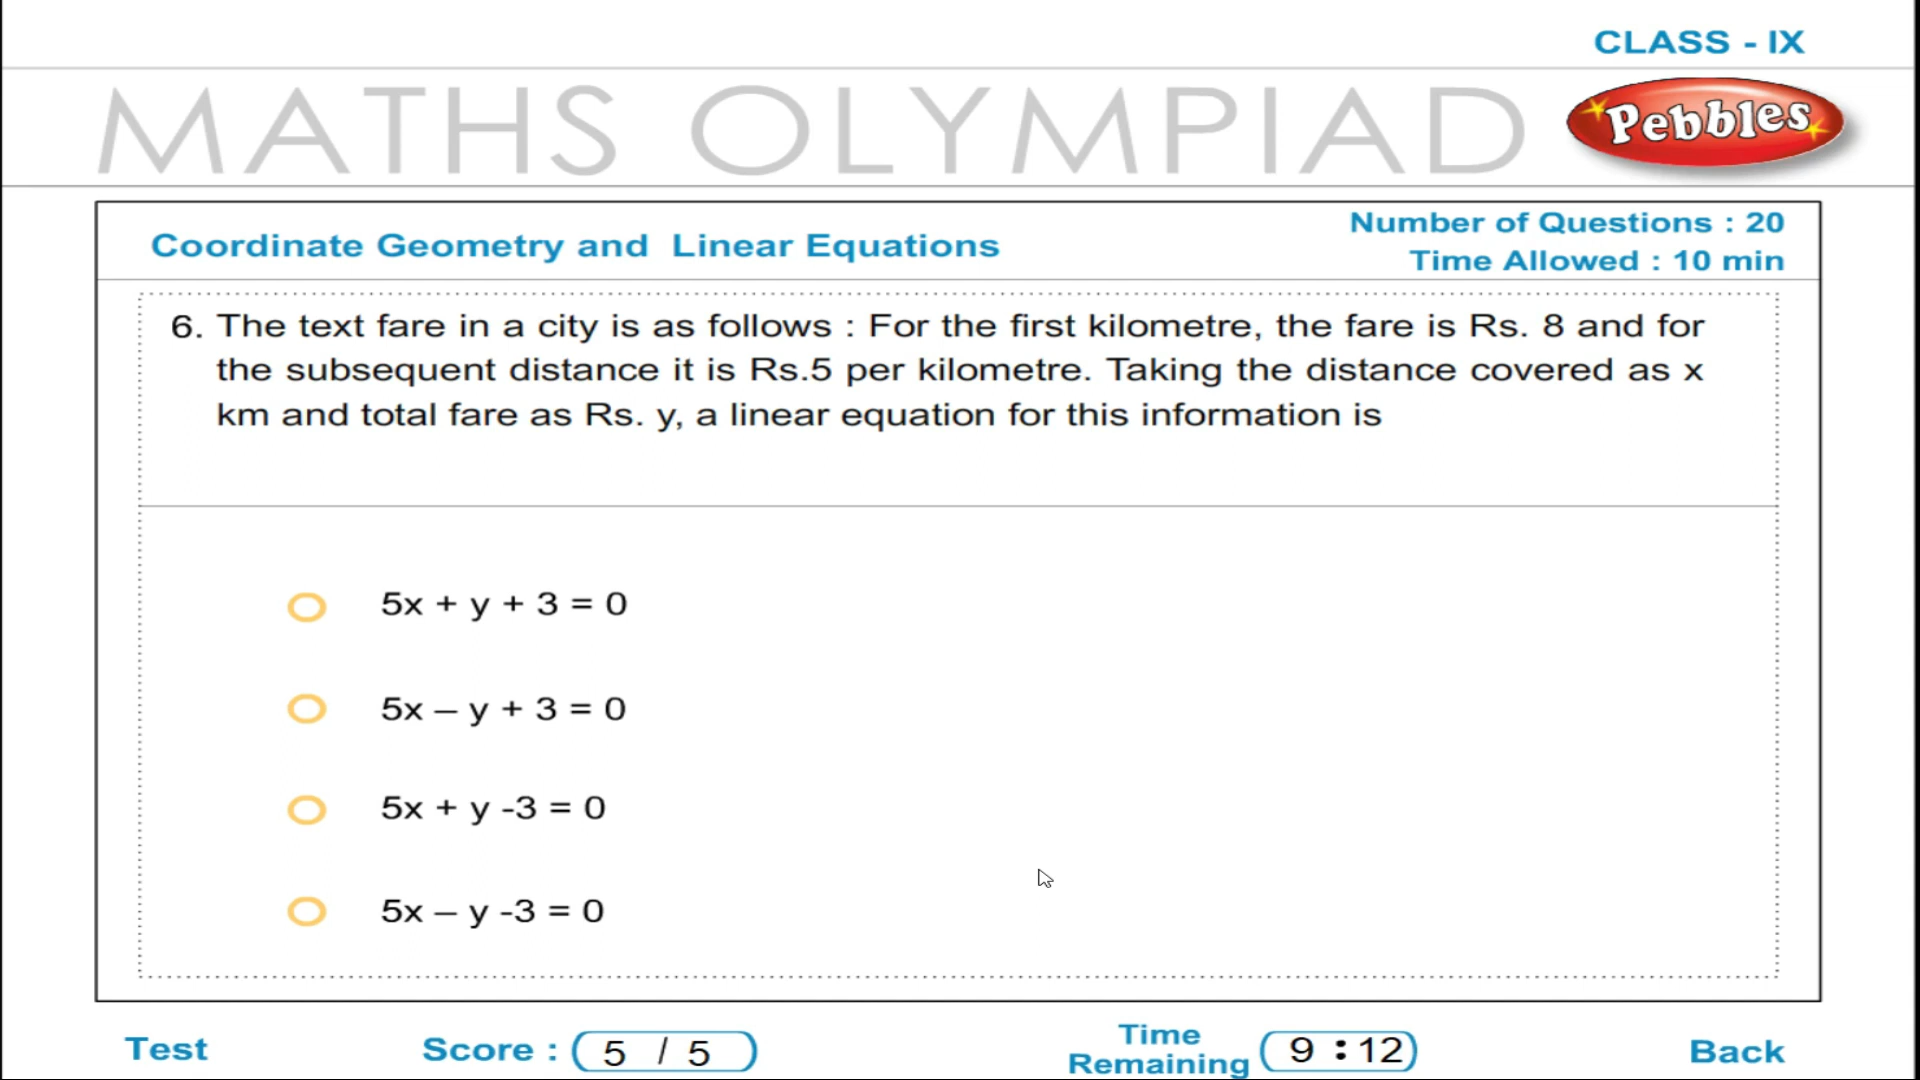 CLASS - IX
MATHS OLYMPIAD
Pebbles
Coordinate Geometry and Linear Equations
Number of Questions : 20
Time Allowed : 10 min
6. The text fare in a city is as follows : For the first kilometre, the fare is Rs. 8 and for
the subsequent distance it is Rs.5 per kilometre. Taking the distance covered as x
km and total fare as Rs. y, a linear equation for this information is
5x + y + 3 = 0
5x – y + 3 = 0
5x + y -3 = 0
5x – y -3 = 0
Test
Score : 5 / 5
Time
Remaining 9 : 12
Back